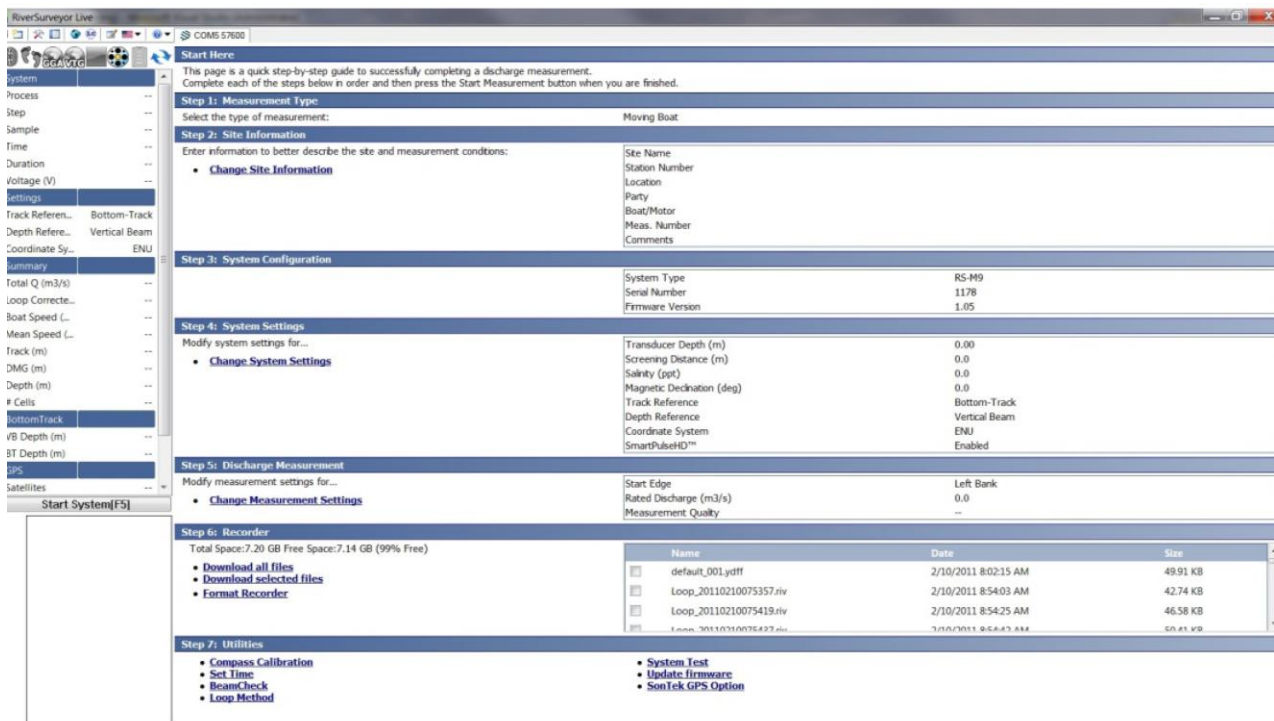 RiverSurveyor Live
COM5 57600
GGA VTG
System
Process --
Step --
Sample --
Time --
Duration --
Voltage (V) --
Settings
Track Referen... Bottom-Track
Depth Refere... Vertical Beam
Coordinate Sy... ENU
Summary
Total Q (m3/s) --
Loop Correcte... --
Boat Speed (... --
Mean Speed (... --
Track (m) --
DMG (m) --
Depth (m) --
# Cells --
BottomTrack
VB Depth (m) --
BT Depth (m) --
GPS
Satellites --
Start System[F5]
Start Here
This page is a quick step-by-step guide to successfully completing a discharge measurement.
Complete each of the steps below in order and then press the Start Measurement button when you are finished.
Step 1: Measurement Type
Select the type of measurement: Moving Boat
Step 2: Site Information
Enter information to better describe the site and measurement conditions:
• Change Site Information
Site Name
Station Number
Location
Party
Boat/Motor
Meas. Number
Comments
Step 3: System Configuration
System Type RS-M9
Serial Number 1178
Firmware Version 1.05
Step 4: System Settings
Modify system settings for...
• Change System Settings
Transducer Depth (m) 0.00
Screening Distance (m) 0.0
Salinity (ppt) 0.0
Magnetic Declination (deg) 0.0
Track Reference Bottom-Track
Depth Reference Vertical Beam
Coordinate System ENU
SmartPulseHD™ Enabled
Step 5: Discharge Measurement
Modify measurement settings for...
• Change Measurement Settings
Start Edge Left Bank
Rated Discharge (m3/s) 0.0
Measurement Quality --
Step 6: Recorder
Total Space:7.20 GB Free Space:7.14 GB (99% Free)
• Download all files
• Download selected files
• Format Recorder
Name Date Size
default_001.ydff 2/10/2011 8:02:15 AM 49.91 KB
Loop_20110210075357.riv 2/10/2011 8:54:03 AM 42.74 KB
Loop_20110210075419.riv 2/10/2011 8:54:25 AM 46.58 KB
Loop_20110210075437.riv 2/10/2011 8:54:42 AM 50.41 KB
Step 7: Utilities
• Compass Calibration
• Set Time
• BeamCheck
• Loop Method
• System Test
• Update firmware
• SonTek GPS Option